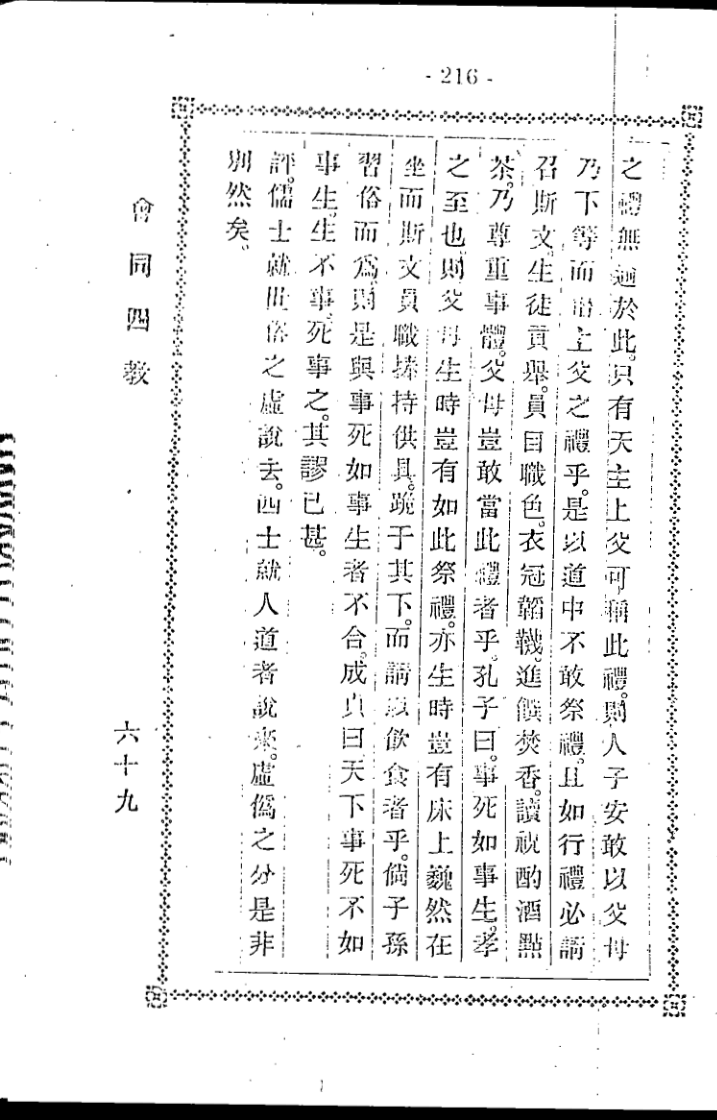 - 216 -
之禮無過於此。只有天主上父可稱此禮。則人子安敢以父母
乃下等而當上父之禮乎。是以道中不敢祭禮。且如行禮必請
召斯文。生徒貢舉。員目職色。衣冠韜韈。進饌焚香。讀祝酌酒點
茶。乃尊重事體。父母豈敢當此禮者乎。孔子曰。事死如事生。孝
之至也。則父母生時豈有如此祭禮。亦生時豈有床上巍然在
坐而斯文員職捧持供具。跪于其下。而請以飲食者乎。倘子孫
習俗而爲。則是與事死如事生者不合。成真曰天下事死不如
事生。生不事。死事之。其謬已甚。
評。儒士就世俗之虛說去。西士就人道者說來。虛僞之分是非
別然矣。
會同四教
六十九